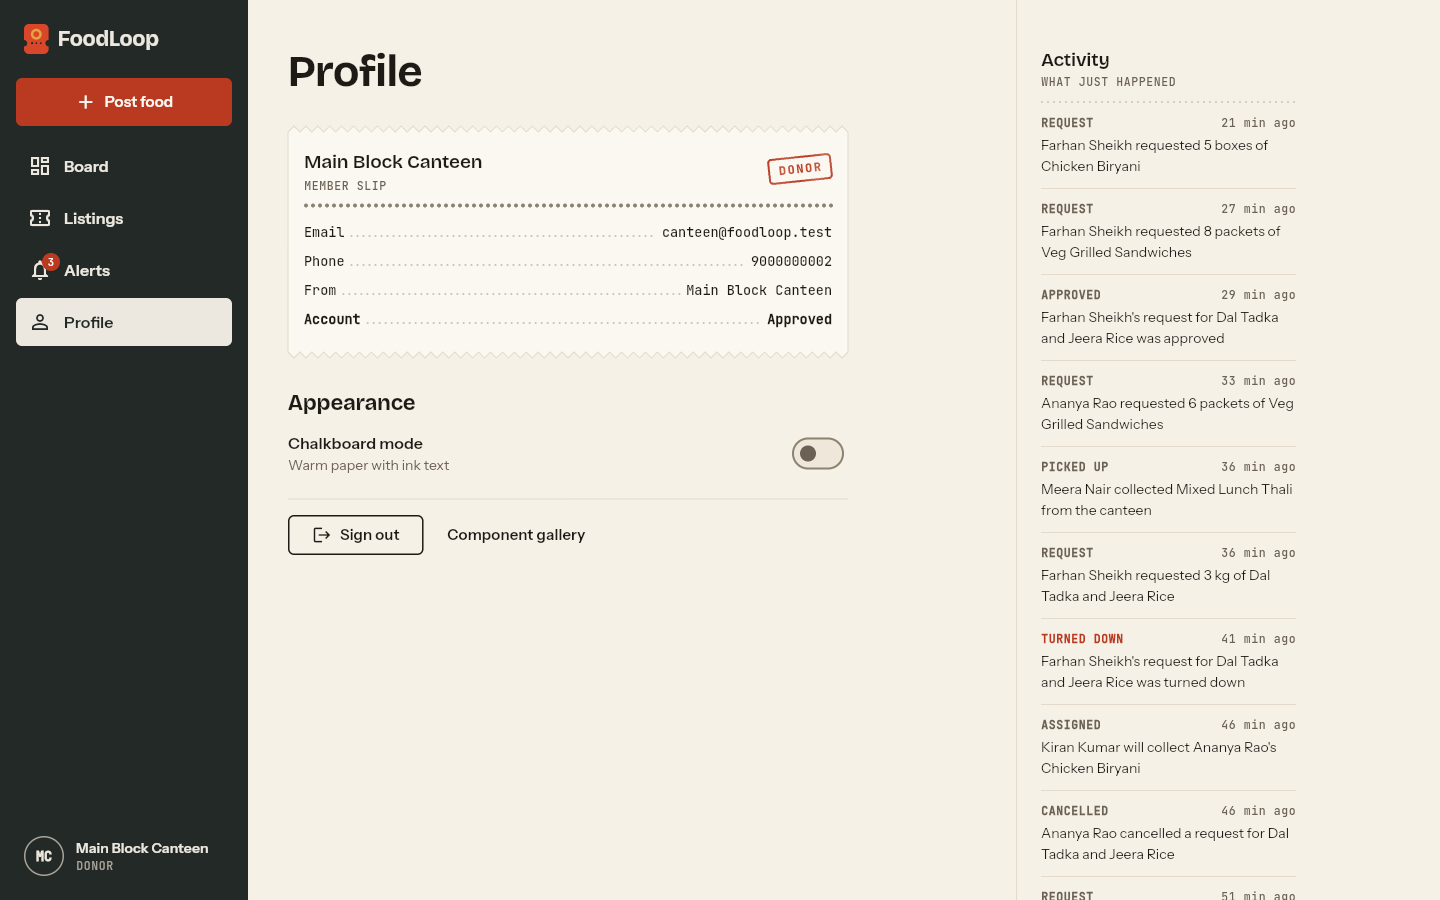 FoodLoop
Post food
Board
Listings
3
Alerts
Profile
MC
Main Block Canteen
DONOR
Profile
Main Block Canteen
MEMBER SLIP
DONOR
Email canteen@foodloop.test
Phone 9000000002
From Main Block Canteen
Account Approved
Appearance
Chalkboard mode
Warm paper with ink text
Sign out
Component gallery
Activity
WHAT JUST HAPPENED
REQUEST 21 min ago
Farhan Sheikh requested 5 boxes of
Chicken Biryani
REQUEST 27 min ago
Farhan Sheikh requested 8 packets of
Veg Grilled Sandwiches
APPROVED 29 min ago
Farhan Sheikh's request for Dal Tadka
and Jeera Rice was approved
REQUEST 33 min ago
Ananya Rao requested 6 packets of Veg
Grilled Sandwiches
PICKED UP 36 min ago
Meera Nair collected Mixed Lunch Thali
from the canteen
REQUEST 36 min ago
Farhan Sheikh requested 3 kg of Dal
Tadka and Jeera Rice
TURNED DOWN 41 min ago
Farhan Sheikh's request for Dal Tadka
and Jeera Rice was turned down
ASSIGNED 46 min ago
Kiran Kumar will collect Ananya Rao's
Chicken Biryani
CANCELLED 46 min ago
Ananya Rao cancelled a request for Dal
Tadka and Jeera Rice
REQUEST 51 min ago